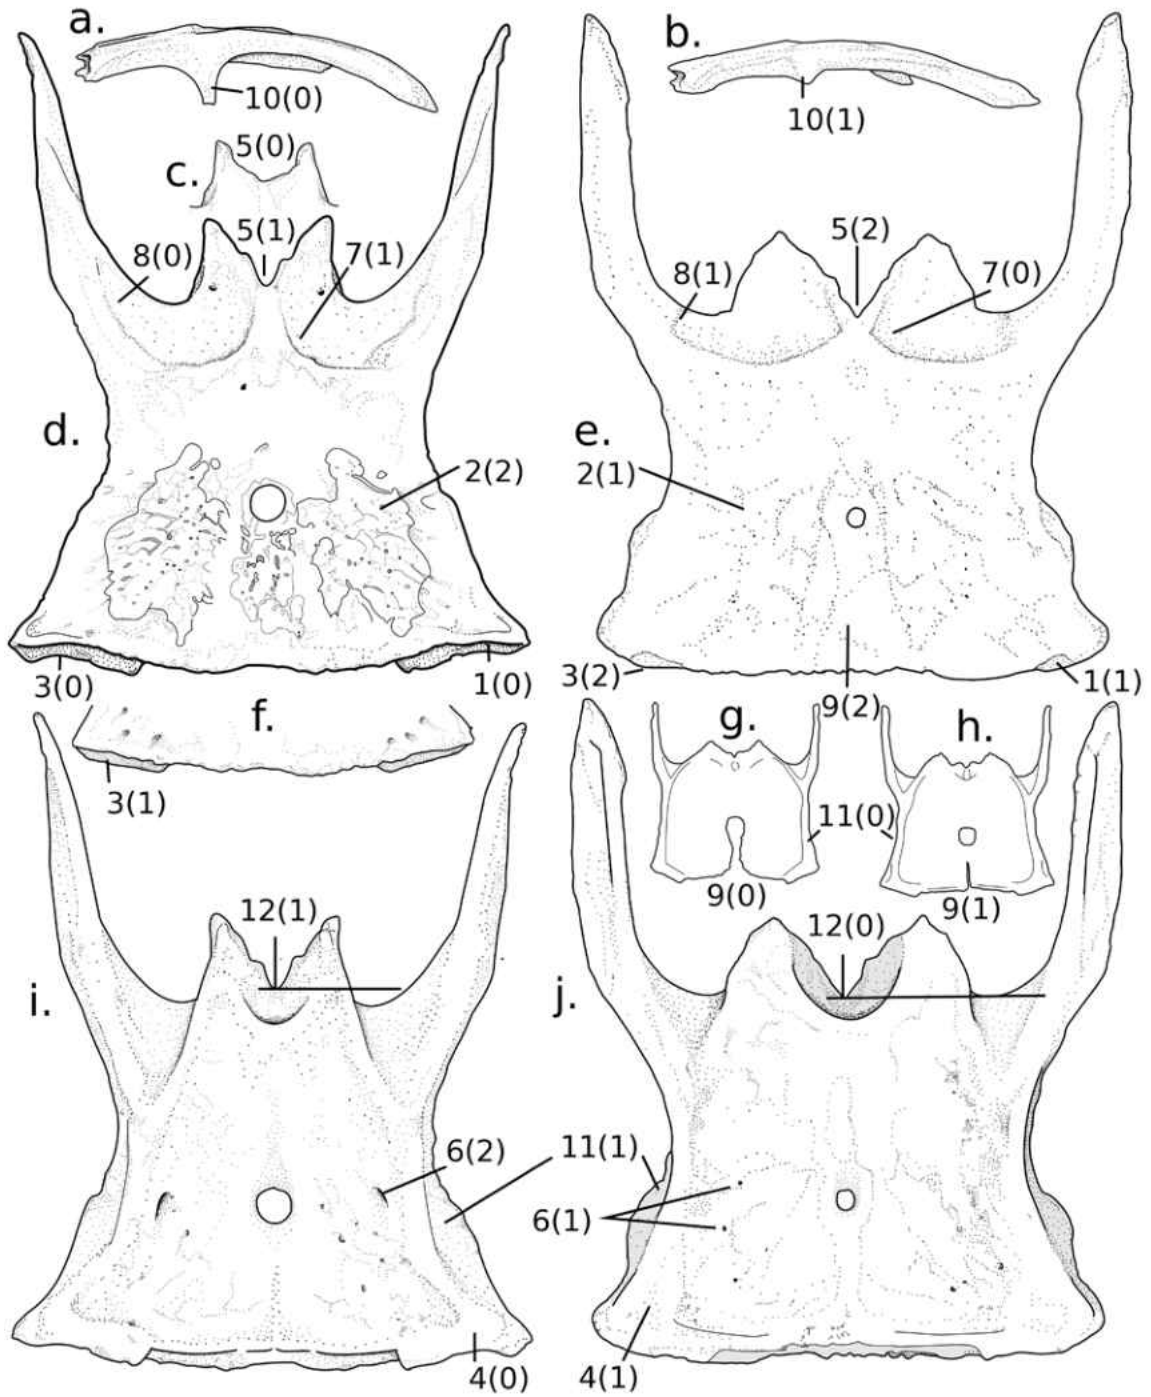 a.
b.
10(0)
10(1)
5(0)
c.
5(1)
5(2)
8(0)
7(1)
8(1)
7(0)
d.
e.
2(2)
2(1)
3(0)
1(0)
3(2)
9(2)
1(1)
f.
g.
h.
3(1)
11(0)
9(0)
9(1)
12(1)
12(0)
i.
j.
6(2)
11(1)
6(1)
4(0)
4(1)